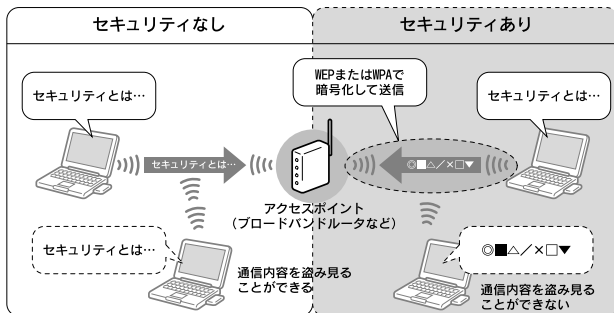 セキュリティなし
セキュリティあり
WEPまたはWPAで
暗号化して送信
セキュリティとは…
セキュリティとは…
セキュリティとは…
◎■△／×□▼
アクセスポイント
（ブロードバンドルータなど）
セキュリティとは…
◎■△／×□▼
通信内容を盗み見る
ことができる
通信内容を盗み見る
ことができない